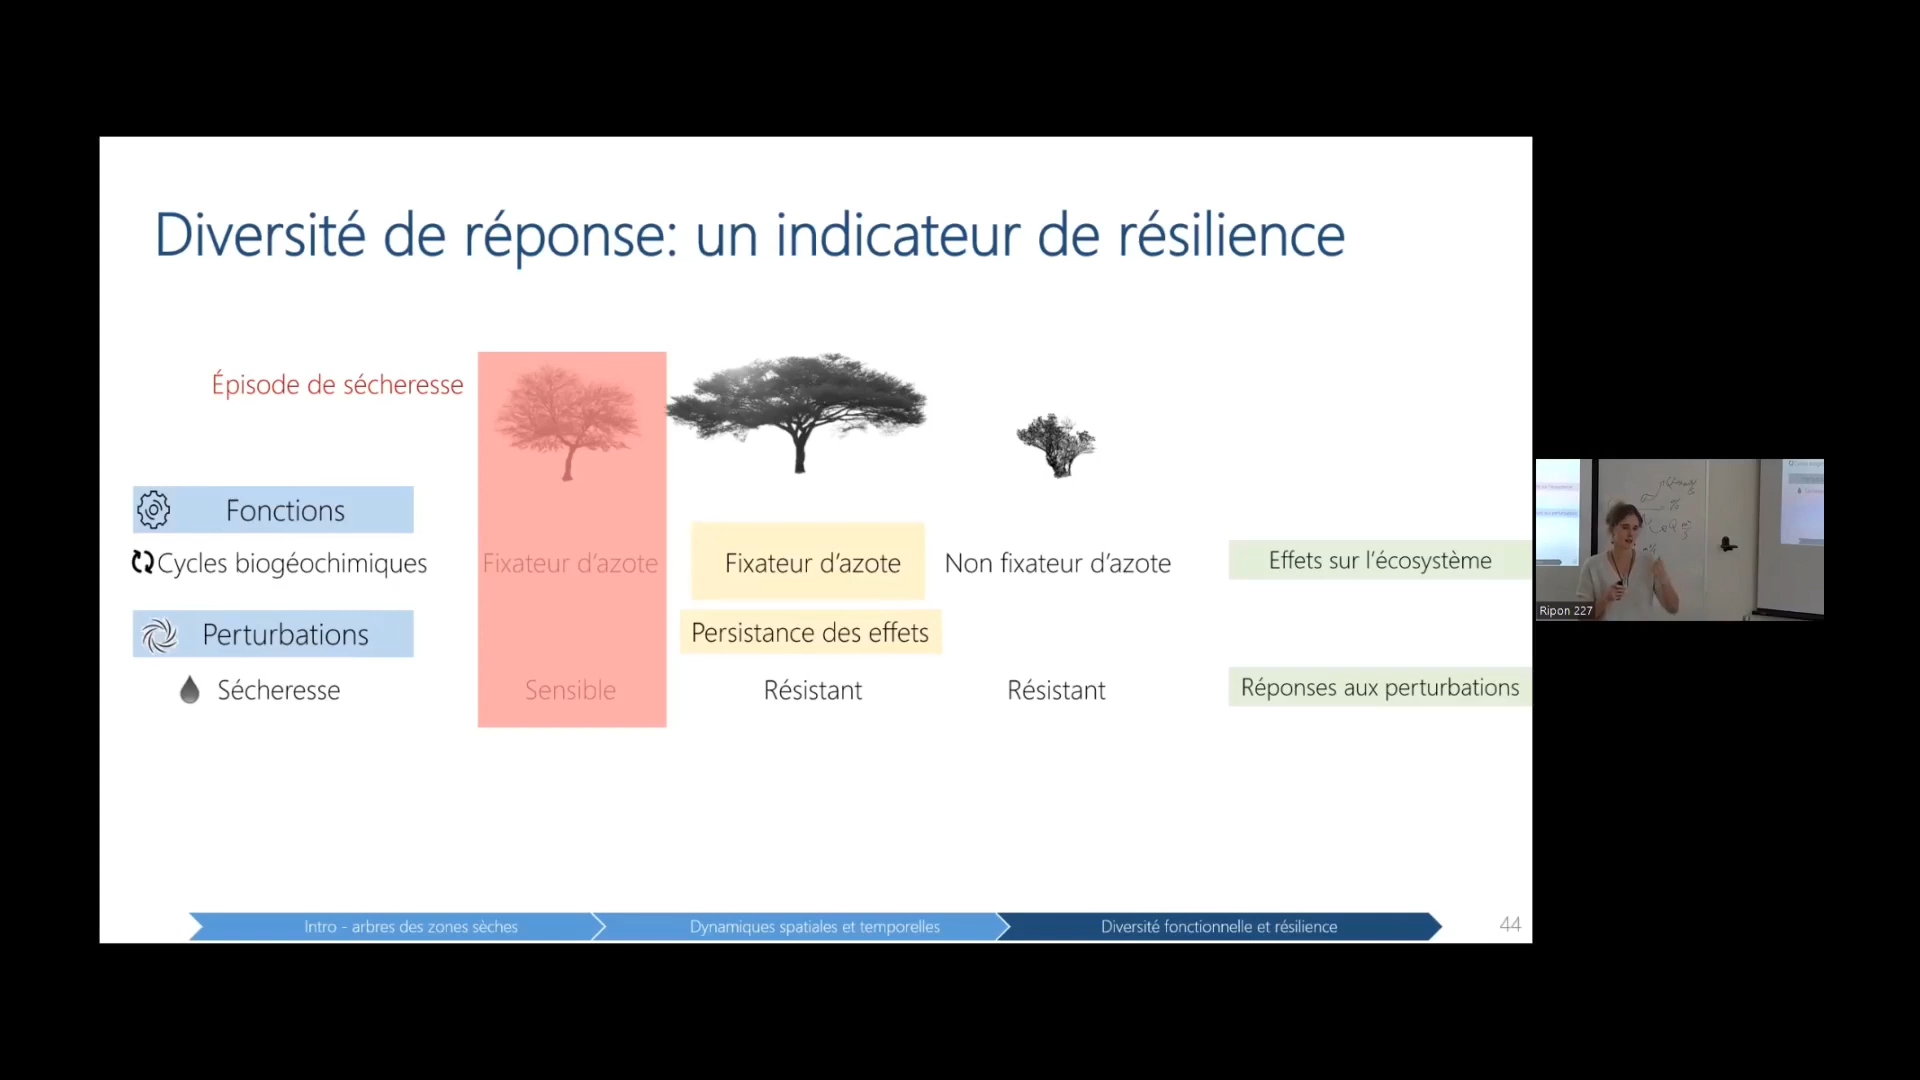 Diversité de réponse: un indicateur de résilience
Épisode de sécheresse
Fonctions
Cycles biogéochimiques
Fixateur d'azote
Fixateur d'azote
Non fixateur d'azote
Effets sur l'écosystème
Perturbations
Persistance des effets
Sécheresse
Sensible
Résistant
Résistant
Réponses aux perturbations
Intro - arbres des zones sèches
Dynamiques spatiales et temporelles
Diversité fonctionnelle et résilience
44
Ripon 227